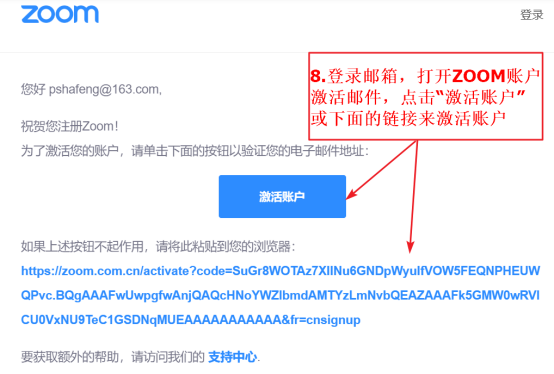 zoom
登录
您好 pshafeng@163.com,
8.登录邮箱，打开ZOOM账户
激活邮件，点击“激活账户”
或下面的链接来激活账户
祝贺您注册Zoom！
为了激活您的账户，请单击下面的按钮以验证您的电子邮件地址：
激活账户
如果上述按钮不起作用，请将此粘贴到您的浏览器：
https://zoom.com.cn/activate?code=SuGr8WOTAz7XIINu6GNDpWyulfVOW5FEQNPHEUW
QPvc.BQgAAAFwUwpgfwAnjQAQcHNoYWZlbmdAMTYzLmNvbQEAZAAAFk5GMW0wRVl
CU0VxNU9TeC1GSDNqMUEAAAAAAAAAAA&fr=cnsignup
要获取额外的帮助，请访问我们的 支持中心.